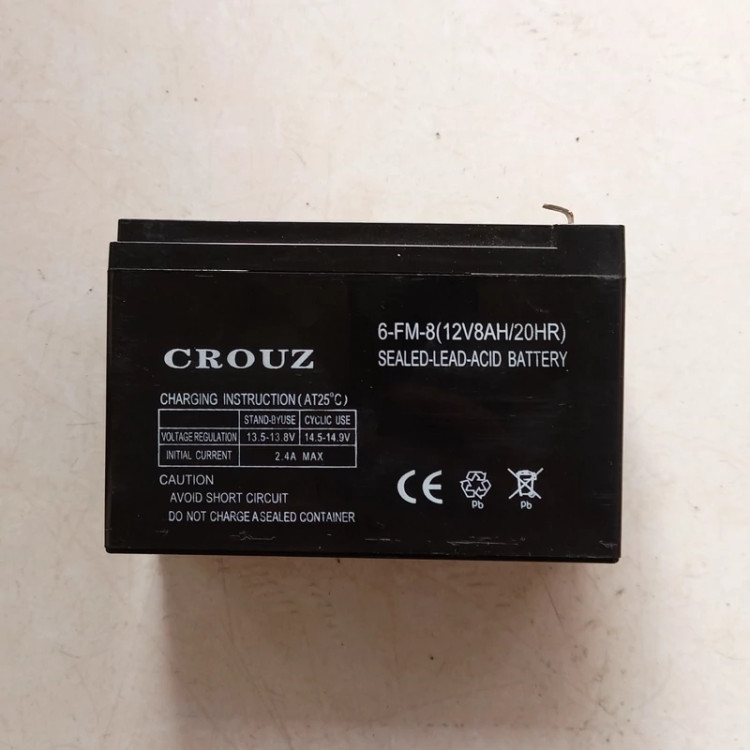 6-FM-8(12V8AH/20HR)
CROUZ
SEALED-LEAD-ACID BATTERY
CHARGING INSTRUCTION(AT25°C)
STAND-BYUSE CYCLIC USE
VOLTAGE REGULATION 13.5-13.8V 14.5-14.9V
INITIAL CURRENT 2.4A MAX
CAUTION
AVOID SHORT CIRCUIT
DO NOT CHARGE A SEALED CONTAINER
CE
Pb Pb